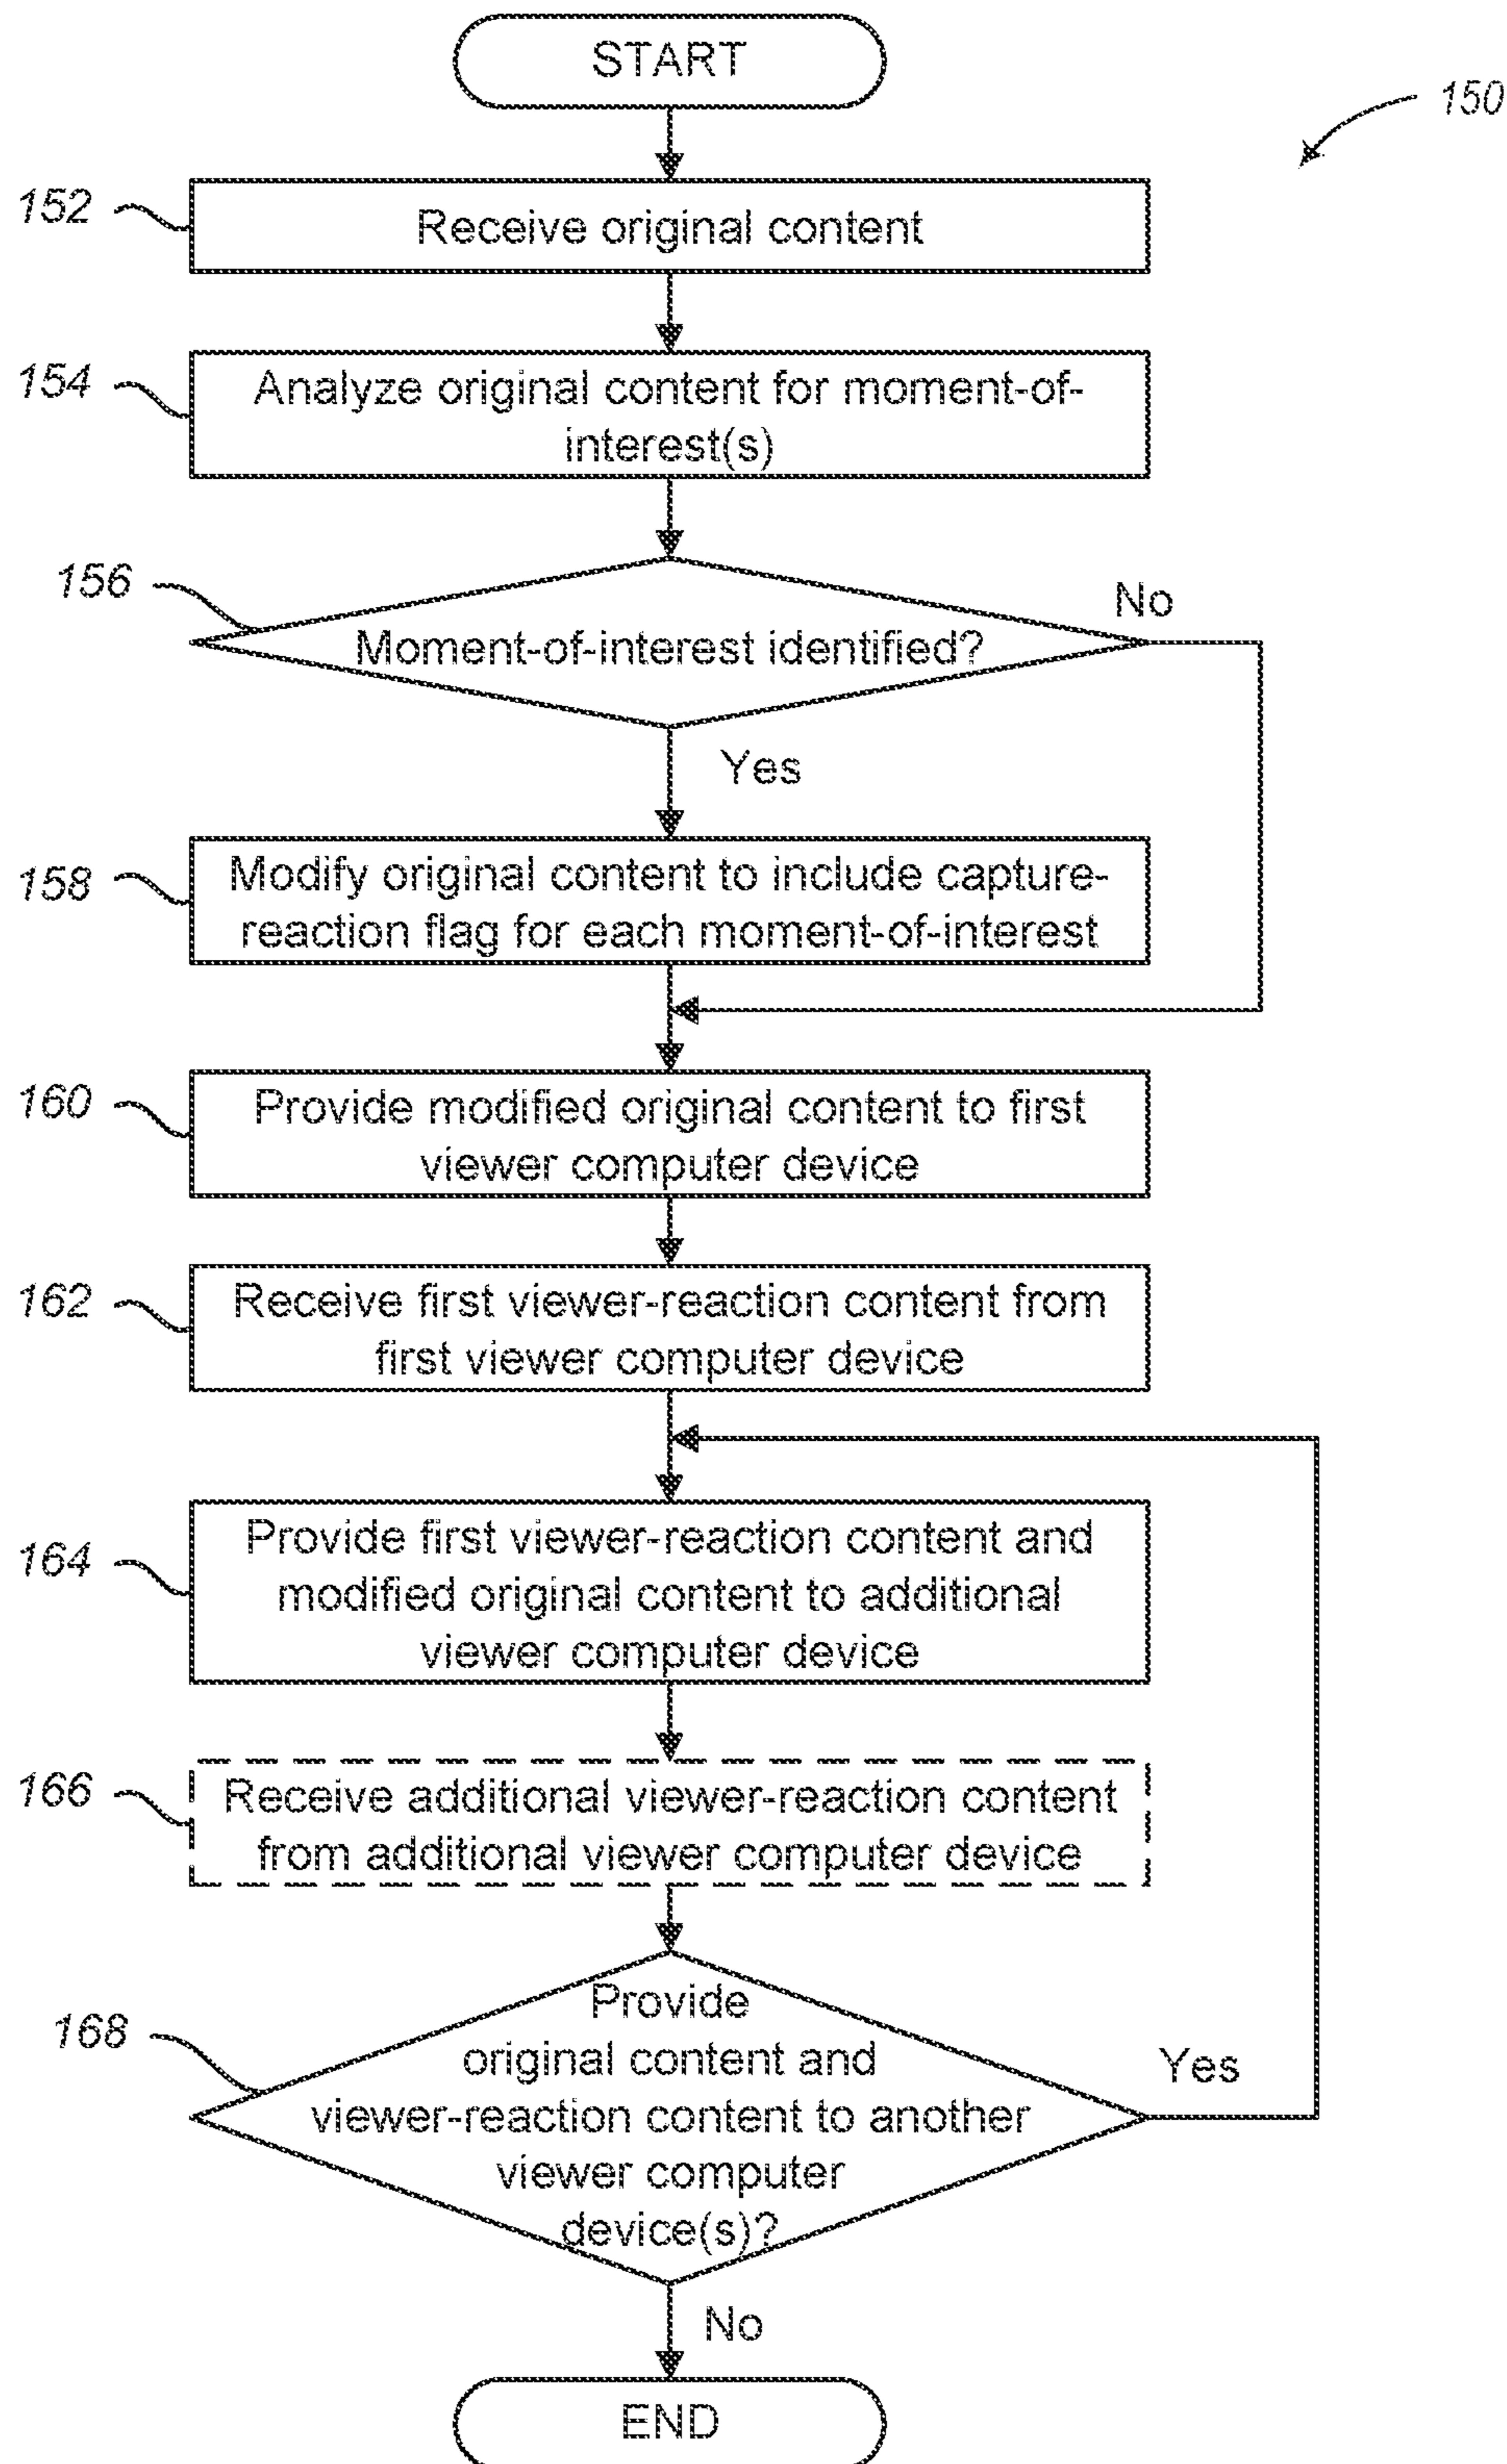 START
150
152
Receive original content
154
Analyze original content for moment-of-
interest(s)
156
Moment-of-interest identified?
No
Yes
158
Modify original content to include capture-
reaction flag for each moment-of-interest
160
Provide modified original content to first
viewer computer device
162
Receive first viewer-reaction content from
first viewer computer device
164
Provide first viewer-reaction content and
modified original content to additional
viewer computer device
166
Receive additional viewer-reaction content
from additional viewer computer device
168
Provide
original content and
viewer-reaction content to another
viewer computer
device(s)?
Yes
No
END